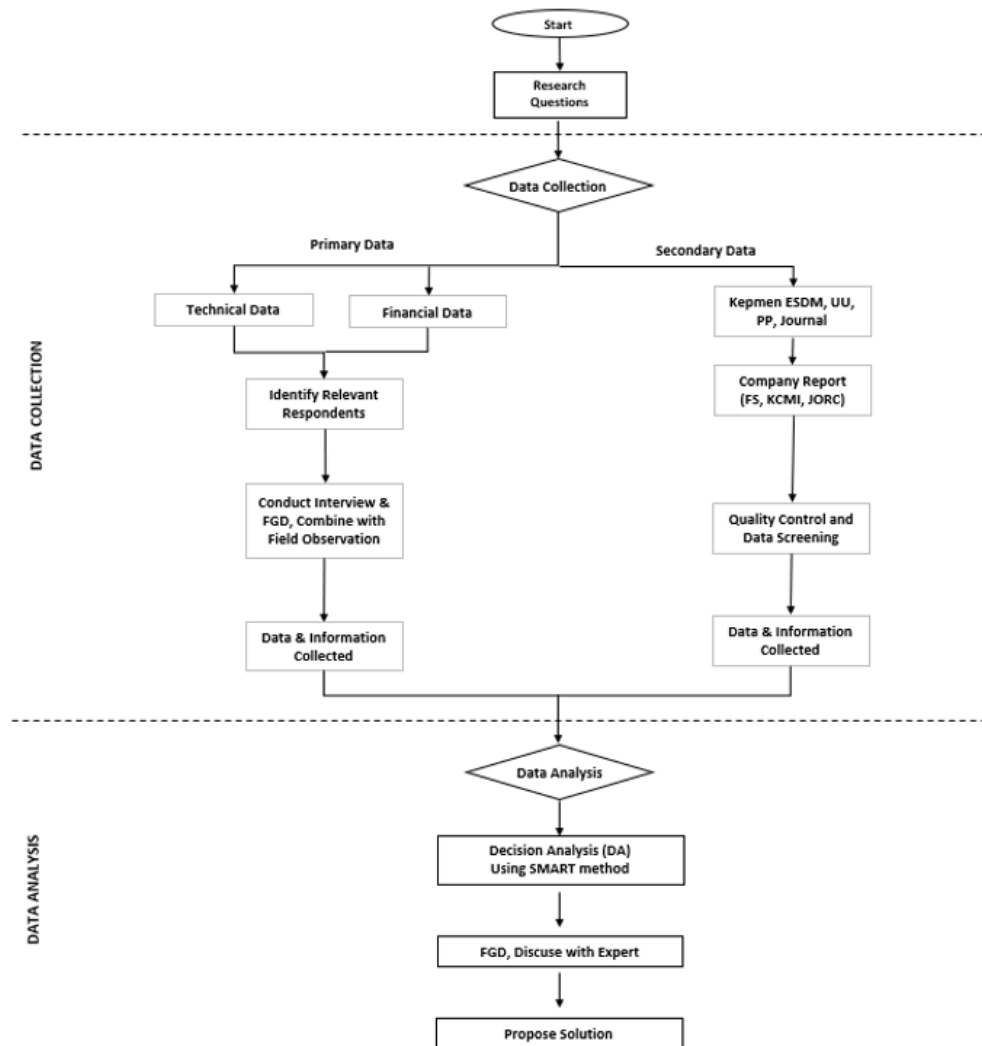 Start
Research
Questions
Data Collection
Primary Data
Secondary Data
Technical Data
Financial Data
Kepmen ESDM, UU,
PP, Journal
Identify Relevant
Respondents
Company Report
(FS, KCMI, JORC)
DATA COLLECTION
Conduct Interview &
FGD, Combine with
Field Observation
Quality Control and
Data Screening
Data & Information
Collected
Data & Information
Collected
Data Analysis
DATA ANALYSIS
Decision Analysis (DA)
Using SMART method
FGD, Discuse with Expert
Propose Solution